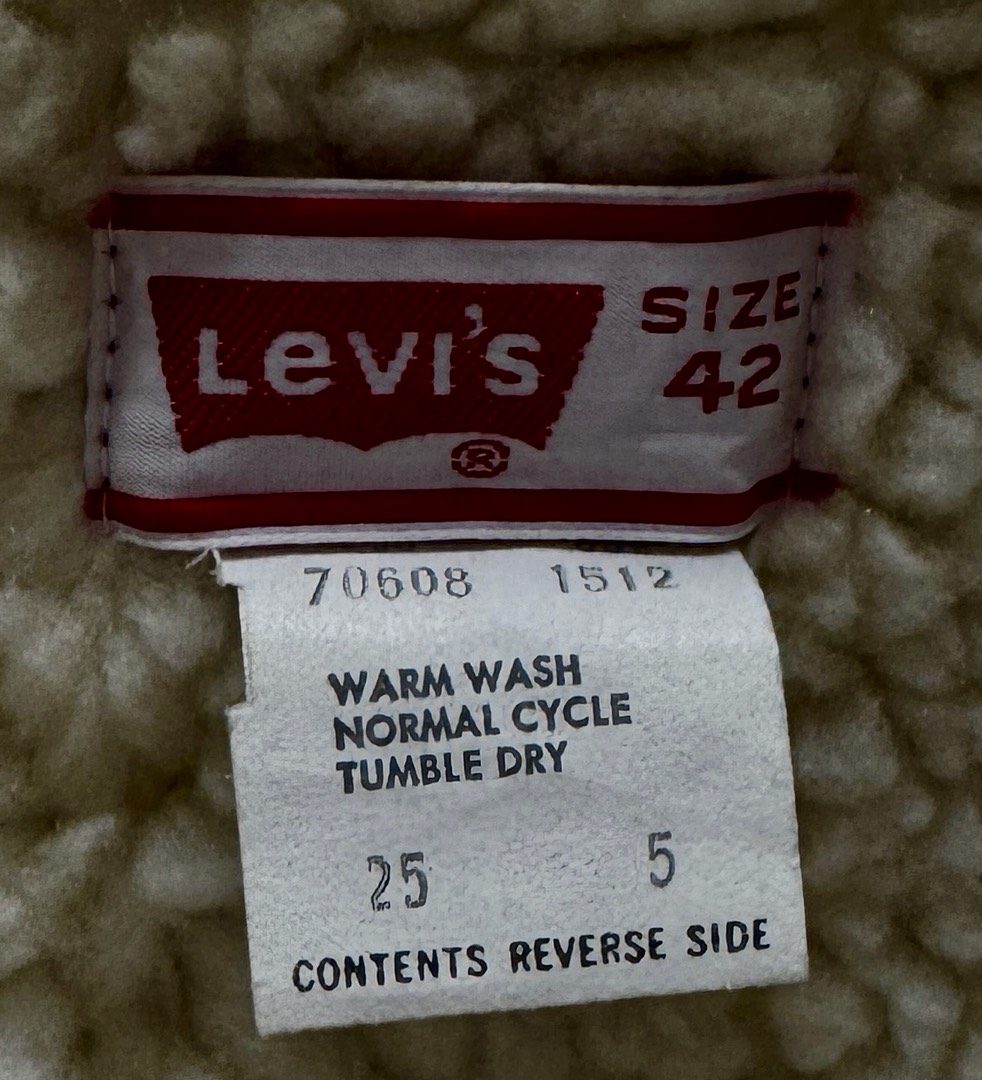 Levi's
®
SIZE
42
70608 1512
WARM WASH
NORMAL CYCLE
TUMBLE DRY
25 5
CONTENTS REVERSE SIDE